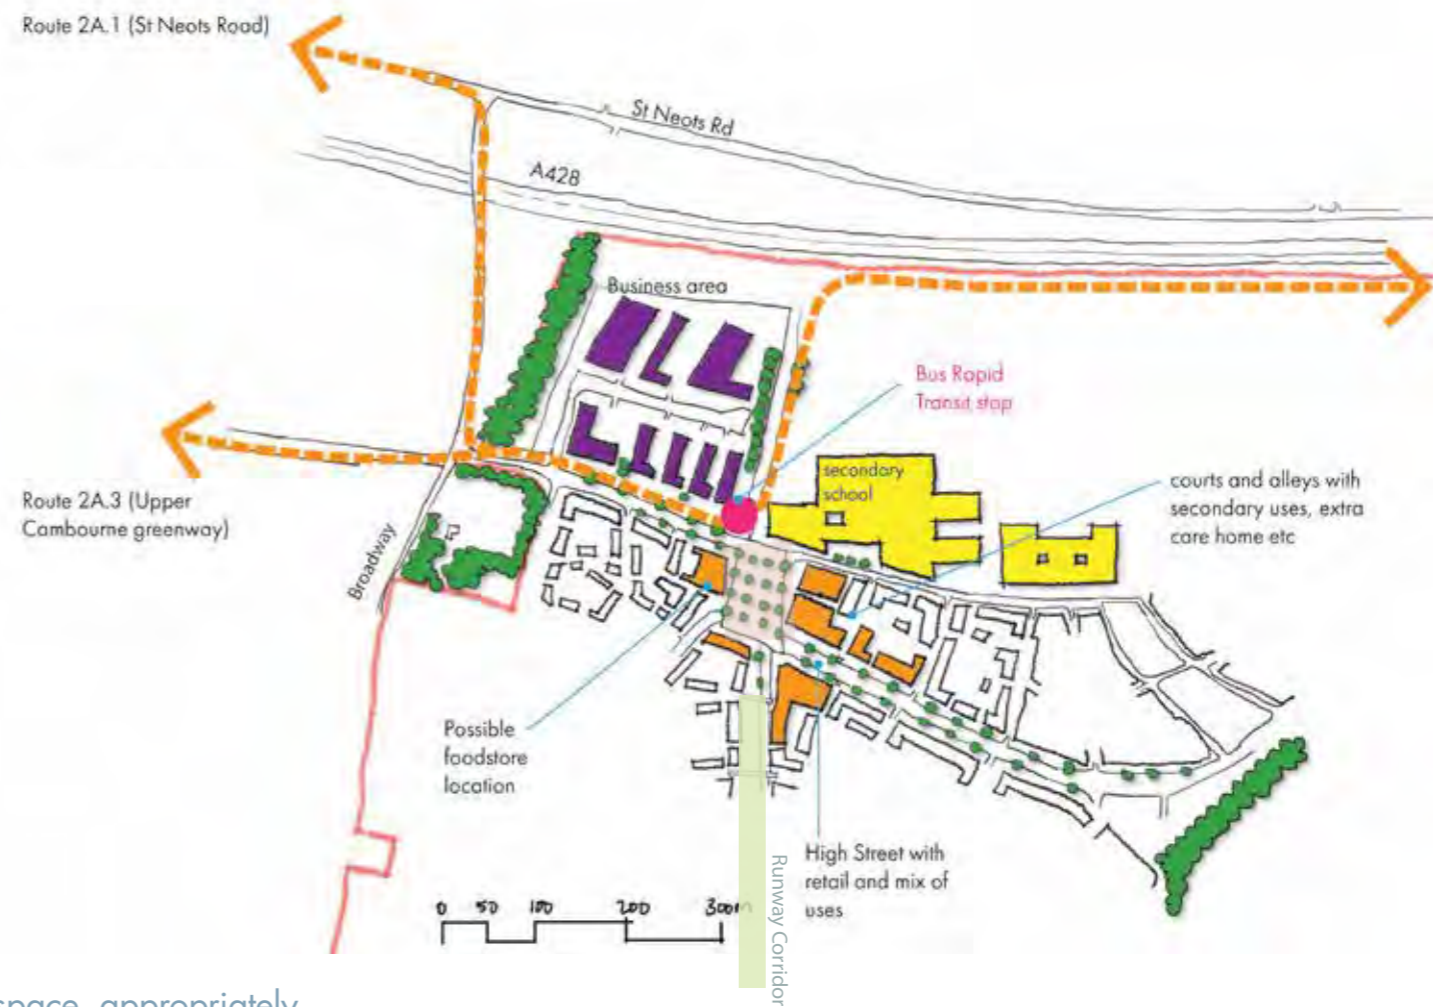 Route 2A.1 (St Neots Road)
St Neots Rd
A428
Business area
Bus Rapid
Transit stop
secondary
school
courts and alleys with
secondary uses, extra
care home etc
Route 2A.3 (Upper
Cambourne greenway)
Broadway
Possible
foodstore
location
High Street with
retail and mix of
uses
Runway Corridor
0 50 100 200 300m
space, appropriately